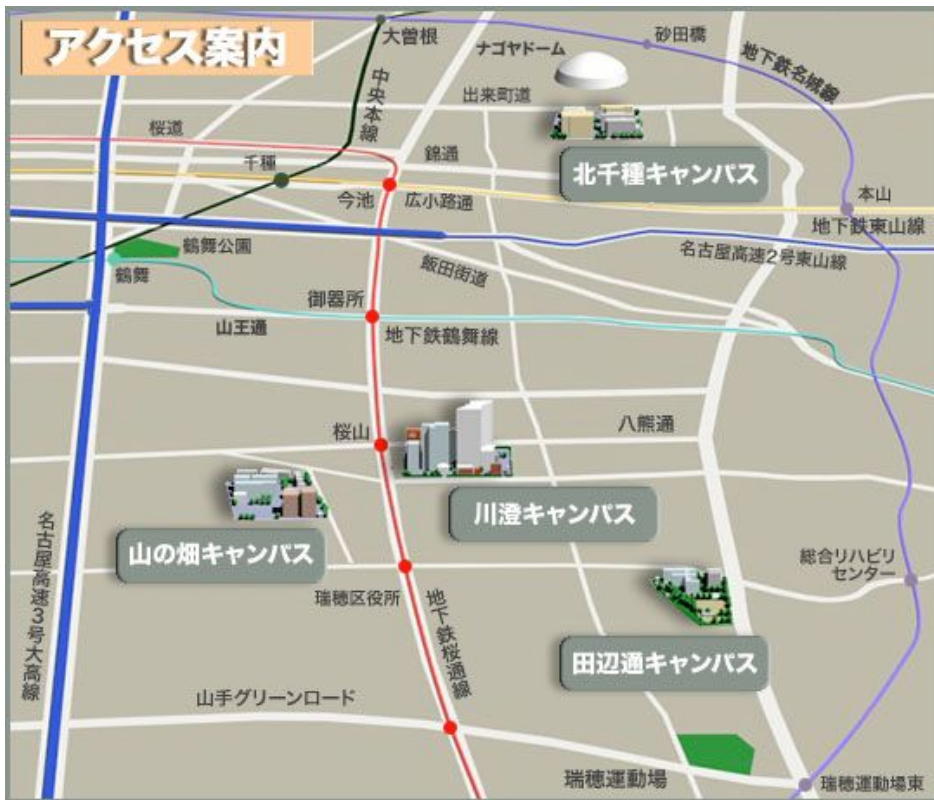 アクセス案内
大曽根
砂田橋
ナゴヤドーム
地下鉄名城線
中央本線
出来町道
桜道
錦通
千種
北千種キャンパス
今池
広小路通
本山
地下鉄東山線
鶴舞公園
名古屋高速2号東山線
飯田街道
鶴舞
御器所
山王通
地下鉄鶴舞線
桜山
八熊通
川澄キャンパス
名古屋高速3号大高線
山の畑キャンパス
総合リハビリ
センター
瑞穂区役所
地下鉄桜通線
田辺通キャンパス
山手グリーンロード
瑞穂運動場
瑞穂運動場東